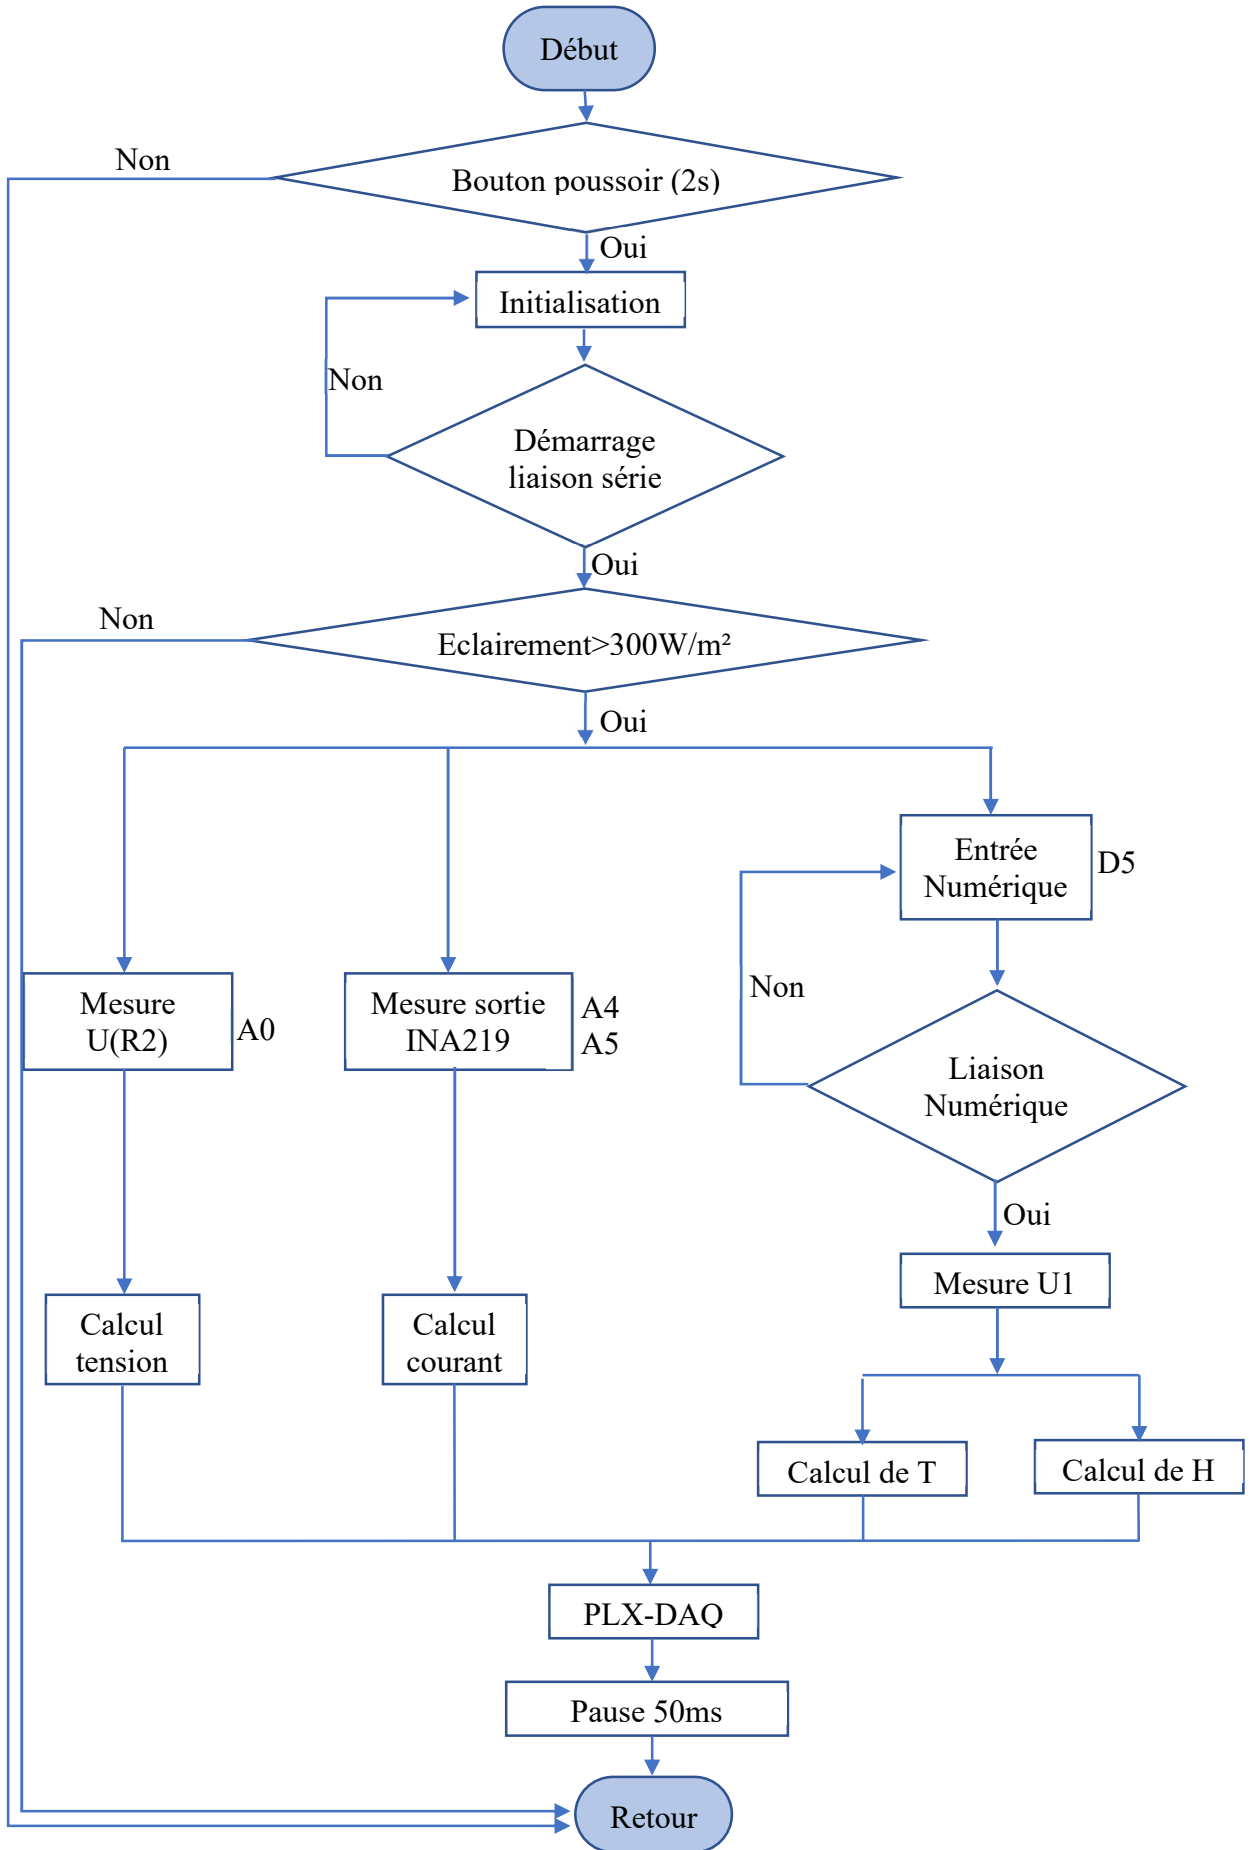 Début
Non
Bouton poussoir (2s)
Oui
Initialisation
Non
Démarrage
liaison série
Oui
Non
Eclairement>300W/m²
Oui
Entrée
Numérique
D5
Non
Mesure
U(R2)
A0
Mesure sortie
INA219
A4
A5
Liaison
Numérique
Oui
Mesure U1
Calcul
tension
Calcul
courant
Calcul de T
Calcul de H
PLX-DAQ
Pause 50ms
Retour